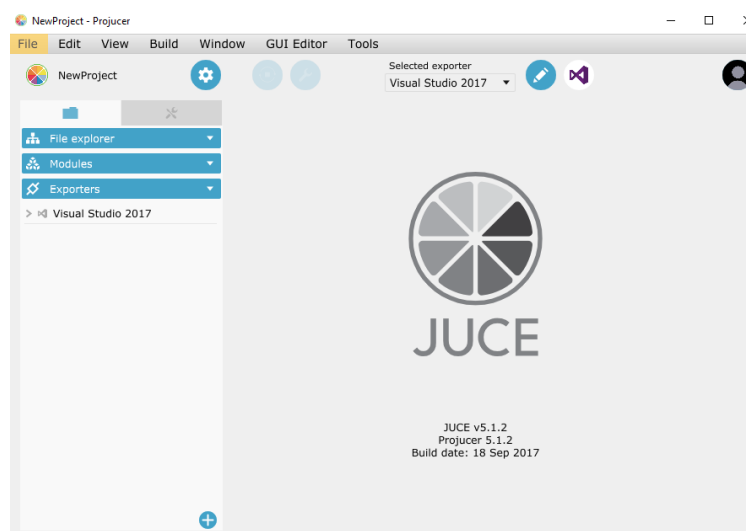 NewProject - Projucer
File Edit View Build Window GUI Editor Tools
NewProject
Selected exporter
Visual Studio 2017
File explorer
Modules
Exporters
Visual Studio 2017
JUCE
JUCE v5.1.2
Projucer 5.1.2
Build date: 18 Sep 2017